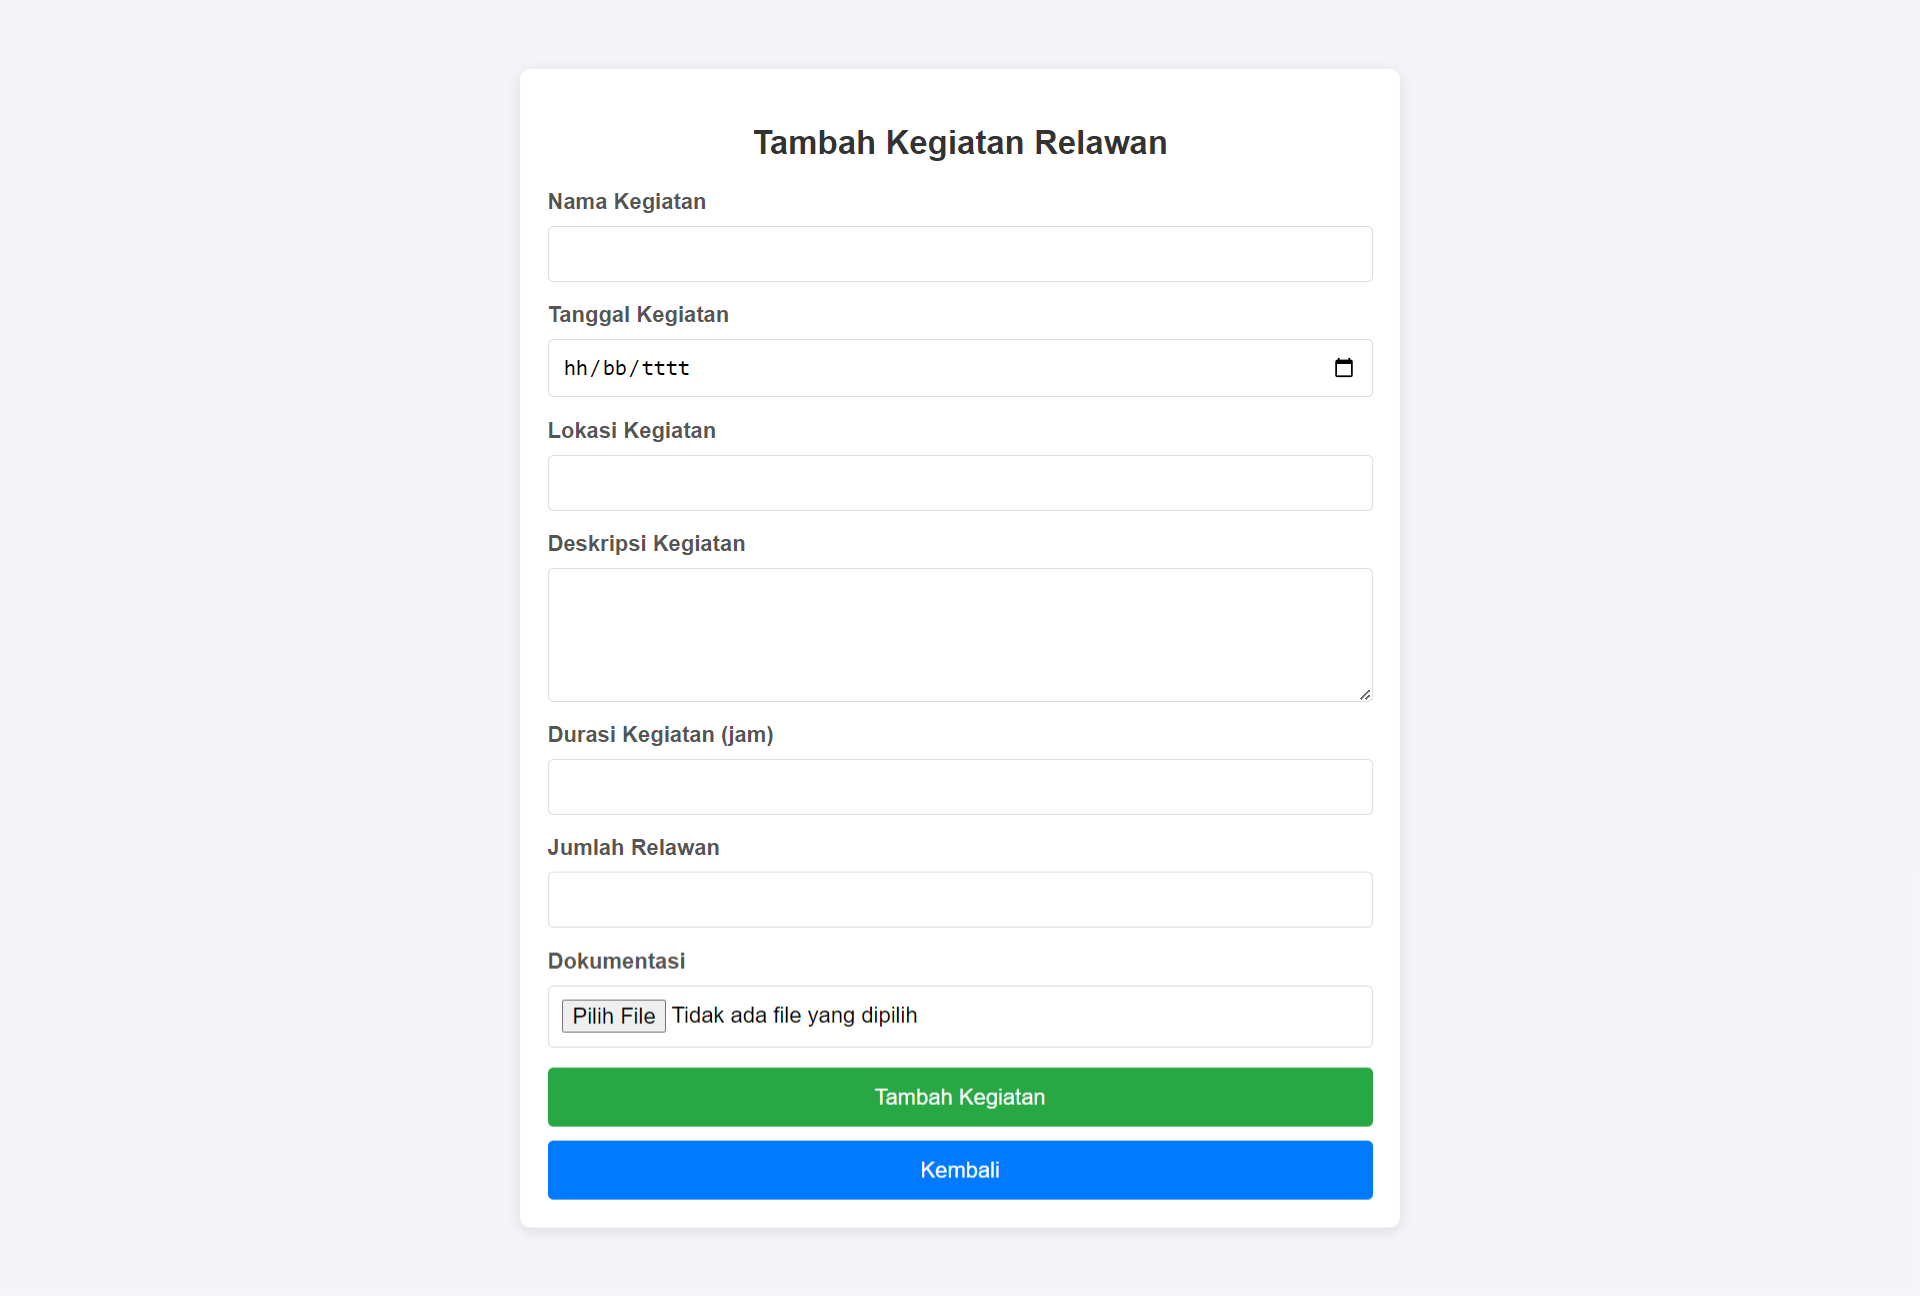 Tambah Kegiatan Relawan
Nama Kegiatan
Tanggal Kegiatan
hh/bb/tttt
Lokasi Kegiatan
Deskripsi Kegiatan
Durasi Kegiatan (jam)
Jumlah Relawan
Dokumentasi
Pilih File Tidak ada file yang dipilih
Tambah Kegiatan
Kembali